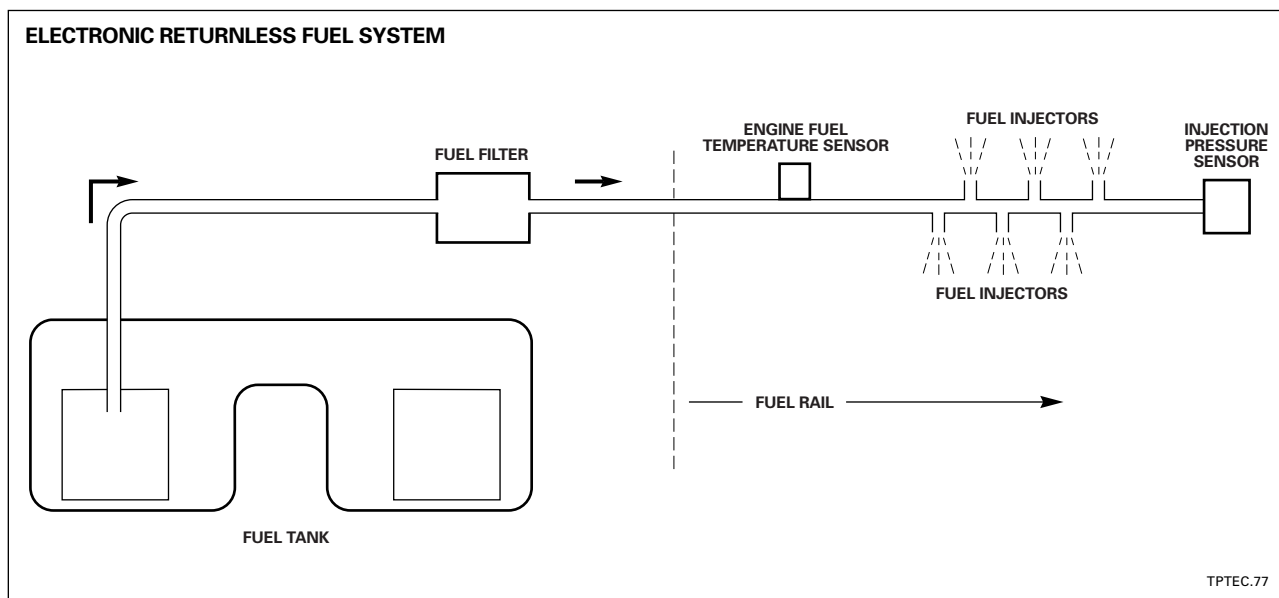 ELECTRONIC RETURNLESS FUEL SYSTEM
ENGINE FUEL
TEMPERATURE SENSOR
FUEL INJECTORS
INJECTION
PRESSURE
SENSOR
FUEL FILTER
FUEL INJECTORS
FUEL RAIL
FUEL TANK
TPTEC.77